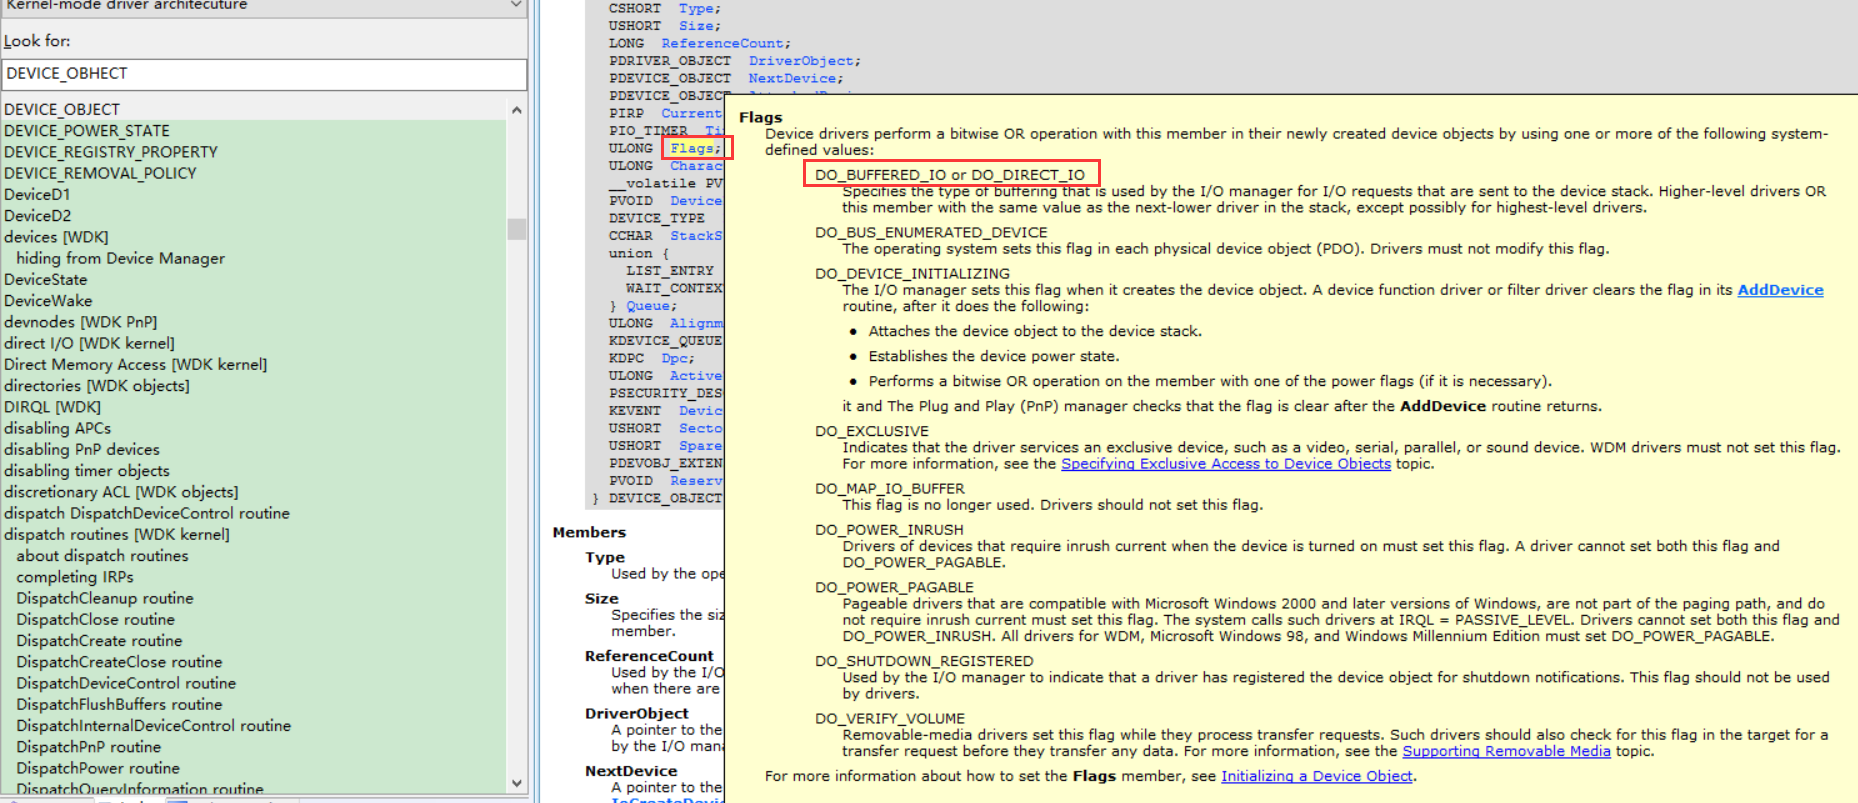 Kernel-mode driver architecuture
Look for:
DEVICE_OBHECT
DEVICE_OBJECT
DEVICE_POWER_STATE
DEVICE_REGISTRY_PROPERTY
DEVICE_REMOVAL_POLICY
DeviceD1
DeviceD2
devices [WDK]
hiding from Device Manager
DeviceState
DeviceWake
devnodes [WDK PnP]
direct I/O [WDK kernel]
Direct Memory Access [WDK kernel]
directories [WDK objects]
DIRQL [WDK]
disabling APCs
disabling PnP devices
disabling timer objects
discretionary ACL [WDK objects]
dispatch DispatchDeviceControl routine
dispatch routines [WDK kernel]
about dispatch routines
completing IRPs
DispatchCleanup routine
DispatchClose routine
DispatchCreate routine
DispatchCreateClose routine
DispatchDeviceControl routine
DispatchFlushBuffers routine
DispatchInternalDeviceControl routine
DispatchPnP routine
DispatchPower routine
DispatchQueryInformation routine
CSHORT Type;
USHORT Size;
LONG ReferenceCount;
PDRIVER_OBJECT DriverObject;
PDEVICE_OBJECT NextDevice;
PDEVICE_OBJECT
PIRP Current
PIO_TIMER Ti
ULONG Flags;
ULONG Charac
__volatile PV
PVOID Device
DEVICE_TYPE
CCHAR StackS
union {
LIST_ENTRY
WAIT_CONTEX
} Queue;
ULONG Alignm
KDEVICE_QUEUE
KDPC Dpc;
ULONG Active
PSECURITY_DES
KEVENT Devic
USHORT Secto
USHORT Spare
PDEVOBJ_EXTEN
PVOID Reserv
} DEVICE_OBJECT
Members
Type
Used by the ope
Size
Specifies the siz
member.
ReferenceCount
Used by the I/O
when there are
DriverObject
A pointer to the
by the I/O mana
NextDevice
A pointer to the
IoCreateDevi
Flags
Device drivers perform a bitwise OR operation with this member in their newly created device objects by using one or more of the following system-
defined values:
DO_BUFFERED_IO or DO_DIRECT_IO
Specifies the type of buffering that is used by the I/O manager for I/O requests that are sent to the device stack. Higher-level drivers OR
this member with the same value as the next-lower driver in the stack, except possibly for highest-level drivers.
DO_BUS_ENUMERATED_DEVICE
The operating system sets this flag in each physical device object (PDO). Drivers must not modify this flag.
DO_DEVICE_INITIALIZING
The I/O manager sets this flag when it creates the device object. A device function driver or filter driver clears the flag in its AddDevice
routine, after it does the following:
• Attaches the device object to the device stack.
• Establishes the device power state.
• Performs a bitwise OR operation on the member with one of the power flags (if it is necessary).
it and The Plug and Play (PnP) manager checks that the flag is clear after the AddDevice routine returns.
DO_EXCLUSIVE
Indicates that the driver services an exclusive device, such as a video, serial, parallel, or sound device. WDM drivers must not set this flag.
For more information, see the Specifying Exclusive Access to Device Objects topic.
DO_MAP_IO_BUFFER
This flag is no longer used. Drivers should not set this flag.
DO_POWER_INRUSH
Drivers of devices that require inrush current when the device is turned on must set this flag. A driver cannot set both this flag and
DO_POWER_PAGABLE.
DO_POWER_PAGABLE
Pageable drivers that are compatible with Microsoft Windows 2000 and later versions of Windows, are not part of the paging path, and do
not require inrush current must set this flag. The system calls such drivers at IRQL = PASSIVE_LEVEL. Drivers cannot set both this flag and
DO_POWER_INRUSH. All drivers for WDM, Microsoft Windows 98, and Windows Millennium Edition must set DO_POWER_PAGABLE.
DO_SHUTDOWN_REGISTERED
Used by the I/O manager to indicate that a driver has registered the device object for shutdown notifications. This flag should not be used
by drivers.
DO_VERIFY_VOLUME
Removable-media drivers set this flag while they process transfer requests. Such drivers should also check for this flag in the target for a
transfer request before they transfer any data. For more information, see the Supporting Removable Media topic.
For more information about how to set the Flags member, see Initializing a Device Object.